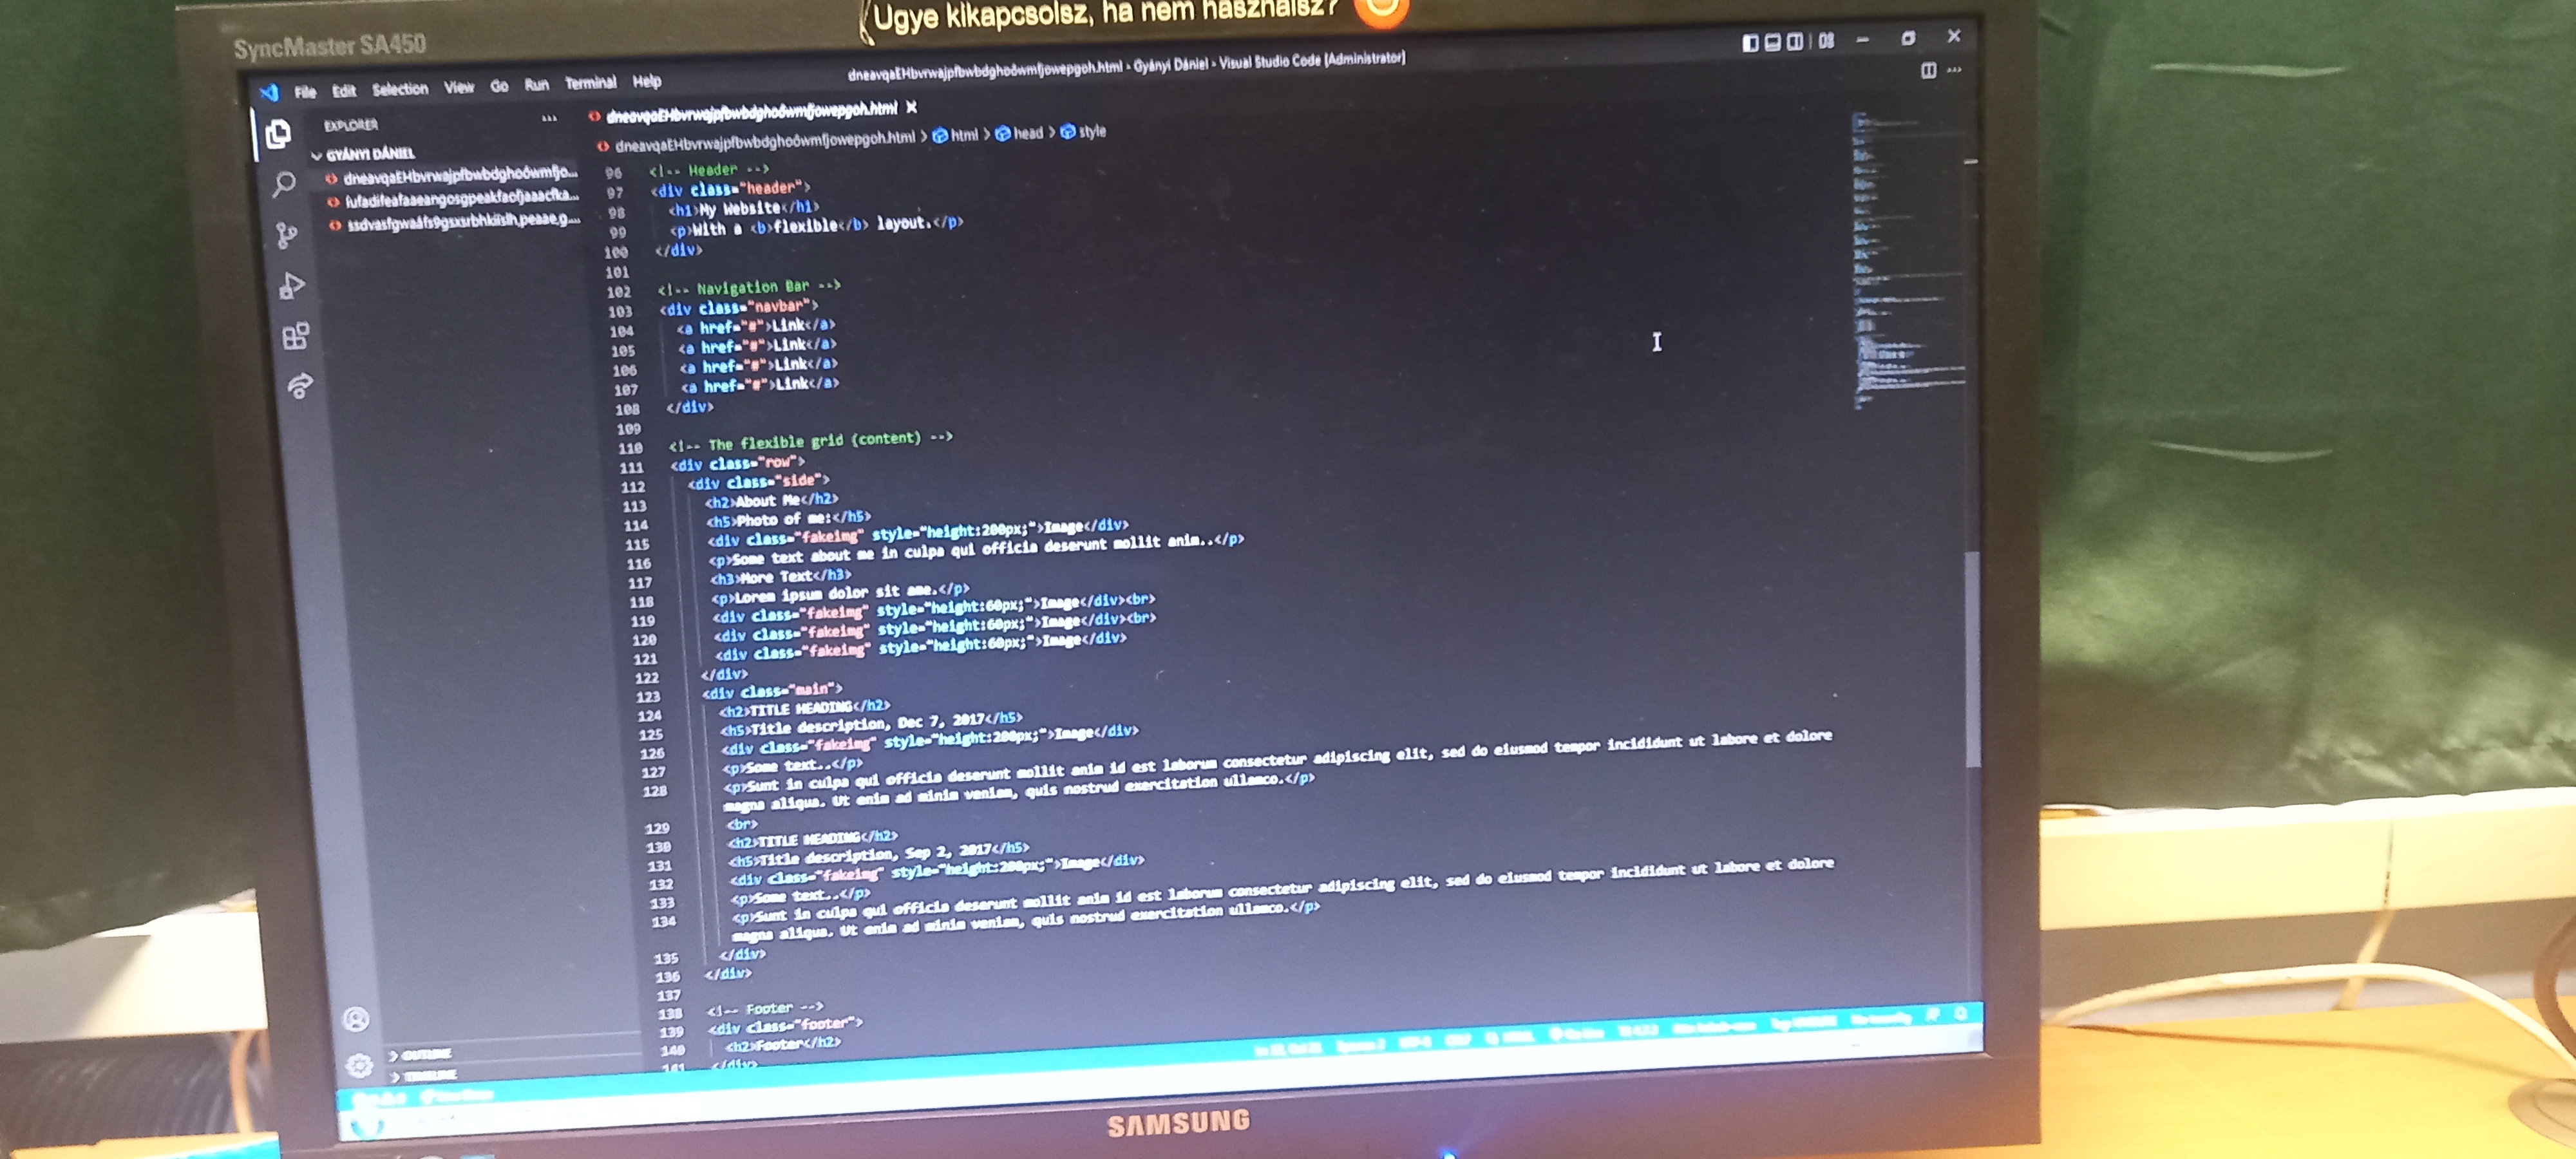 Ugye kikapcsolsz, ha nem használsz?
SyncMaster SA450
File Edit Selection View Go Run Terminal Help
dneavqaEHbvrwajpfbwbdghoówmfjowepgoh.html - Gyányi Dániel - Visual Studio Code [Administrator]
EXPLORER
GYÁNYI DÁNIEL
dneavqaEHbvrwajpfbwbdghoówmfjo...
dneavqaEHbvrwajpfbwbdghoówmfjowepgoh.html
dneavqaEHbvrwajpfbwbdghoówmfjowepgoh.html > html > head > style
96 <!-- Header -->
97 <div class="header">
98 <h1>My Website</h1>
99 <p>With a <b>flexible</b> layout.</p>
100 </div>
101
102 <!-- Navigation Bar -->
103 <div class="navbar">
104 <a href="#">Link</a>
105 <a href="#">Link</a>
106 <a href="#">Link</a>
107 <a href="#">Link</a>
108 </div>
109
110 <!-- The flexible grid (content) -->
111 <div class="row">
112 <div class="side">
113 <h2>About Me</h2>
114 <h5>Photo of me:</h5>
115 <div class="fakeimg" style="height:200px;">Image</div>
116 <p>Some text about me in culpa qui officia deserunt mollit anim..</p>
117 <h3>More Text</h3>
118 <p>Lorem ipsum dolor sit ame.</p>
119 <div class="fakeimg" style="height:60px;">Image</div><br>
120 <div class="fakeimg" style="height:60px;">Image</div><br>
121 <div class="fakeimg" style="height:60px;">Image</div>
122 </div>
123 <div class="main">
124 <h2>TITLE HEADING</h2>
125 <h5>Title description, Dec 7, 2017</h5>
126 <div class="fakeimg" style="height:200px;">Image</div>
127 <p>Some text..</p>
128 <p>Sunt in culpa qui officia deserunt mollit anim id est laborum consectetur adipiscing elit, sed do eiusmod tempor incididunt ut labore et dolore
magna aliqua. Ut enim ad minim veniam, quis nostrud exercitation ullamco.</p>
129 <br>
130 <h2>TITLE HEADING</h2>
131 <h5>Title description, Sep 2, 2017</h5>
132 <div class="fakeimg" style="height:200px;">Image</div>
133 <p>Some text..</p>
134 <p>Sunt in culpa qui officia deserunt mollit anim id est laborum consectetur adipiscing elit, sed do eiusmod tempor incididunt ut labore et dolore
magna aliqua. Ut enim ad minim veniam, quis nostrud exercitation ullamco.</p>
135 </div>
136 </div>
137
138 <!-- Footer -->
139 <div class="footer">
140 <h2>Footer</h2>
141 </div>
OUTLINE
TIMELINE
SAMSUNG